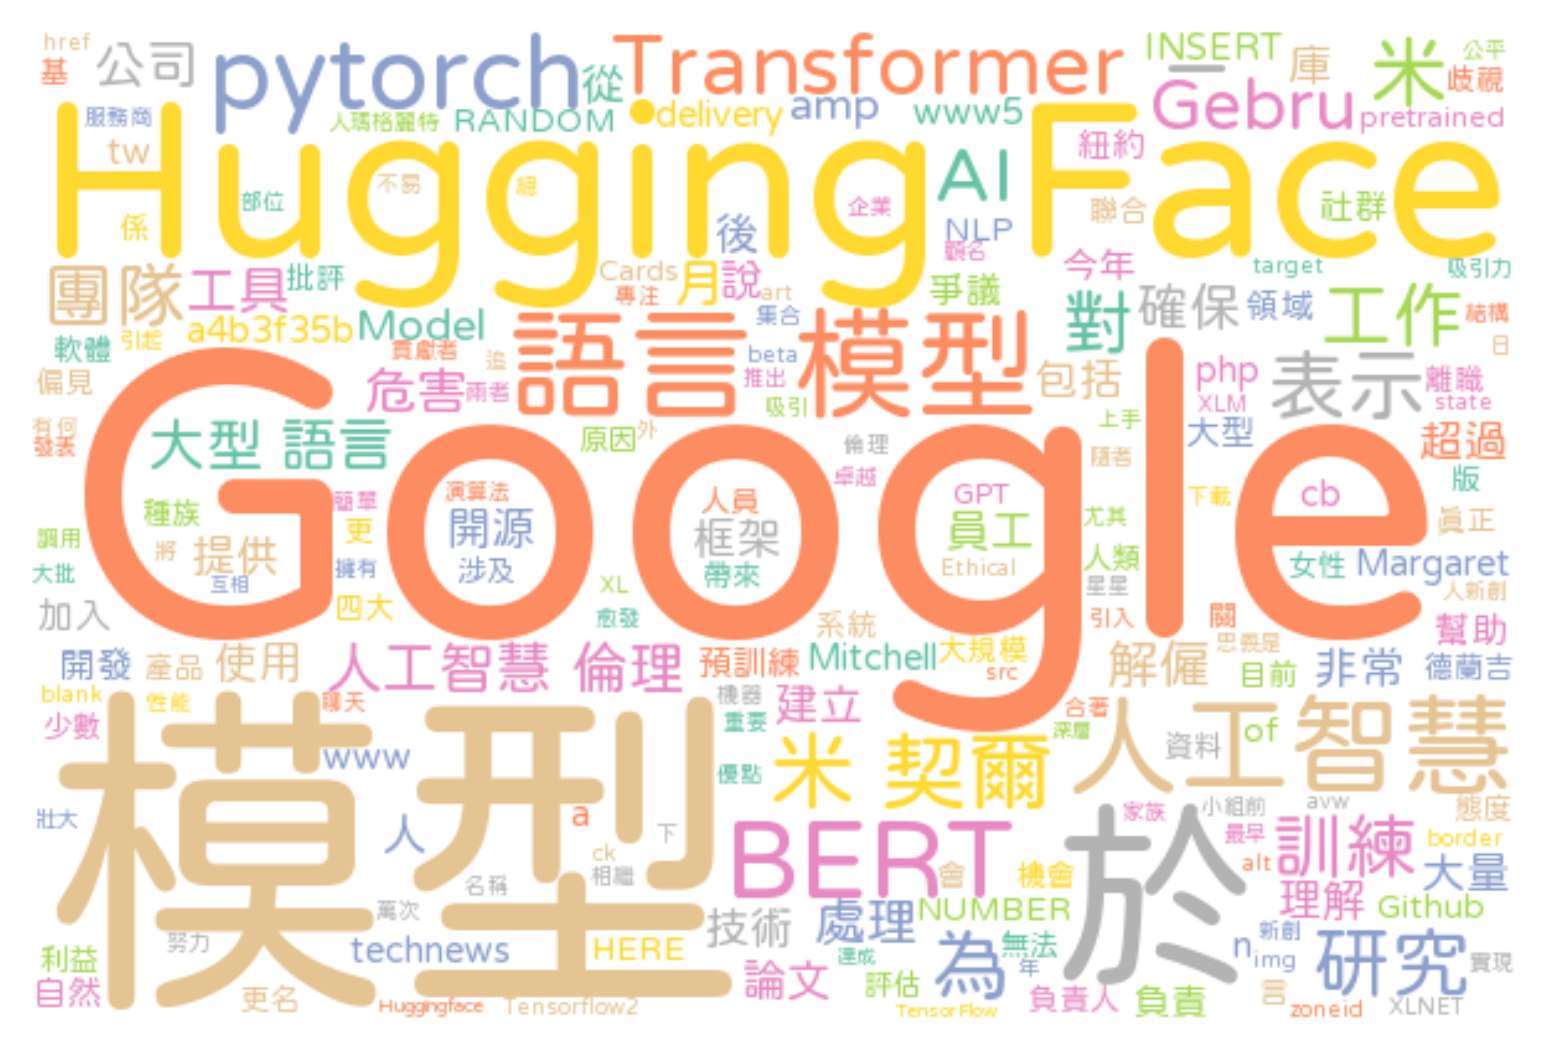 href
基
公司
pytorch
從
Transformer
INSERT
一
庫
米
公平
歧視
服務商
人瑪格麗特
RANDOM
delivery
amp
www5
Gebru
pretrained
tw
Hugging Face
AI
紐約
不易
部位
企業
聯合
社群
係
後
NLP
團隊
工具
批評
Cards
專注
月
說
art
爭議
今年
target
吸引力
對
確保
領域
工作
結構
日
a4b3f35b
Model
集合
軟體
引起
貢獻者
追
語言模型
beta
推出
吸引
包括
php
XLM
表示
離職
state
偏見
危害
兩者
有何
發表
大型 語言
原因
外
倫理
上手
大型
超過
隨者
卓越
版
Google
種族
簡單
演算法
人員
GPT
下載
cb
真正
更
開源
框架
員工
尤其
調用
將
提供
擁有
涉及
帶來
Ethical
人類
女性
Margaret
大批
互相
XL
星星
人新創
加入
四大
愈發
系統
引入
關
幫助
開發
產品
使用
人工智慧 倫理
預訓練
Mitchell
大規模
src
解僱
思義是
目前
非常
德蘭吉
blank
性能
聊天
機器
重要
建立
合著
深層
少數
模型
www
優點
米 契爾
人工智慧
資料
of
壯大
人
a
下
家族
小組前
avw
態度
ck
相繼
BERT
會
機會
於
最早
alt
訓練
border
大量
名稱
萬次
理解
Github
努力
technews
HERE
技術
處理
NUMBER
無法
n
新創
img
研究
實現
利益
自然
達成
為
年
更名
Huggingface
Tensorflow2
論文
評估
TensorFlow
負責人
負責
言
zoneid
XLNET